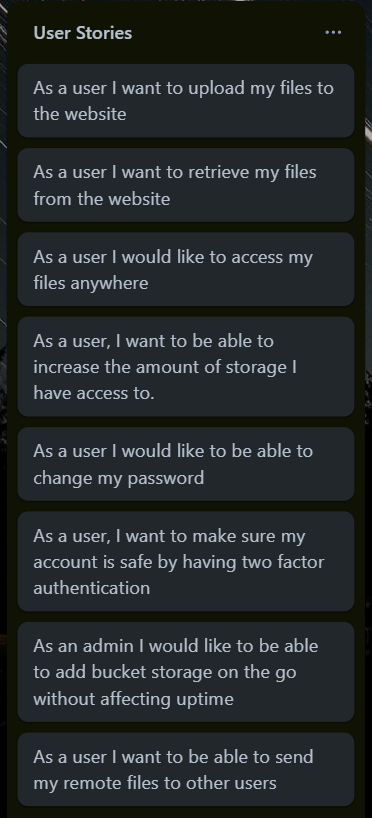 User Stories
As a user I want to upload my files to
the website
As a user I want to retrieve my files
from the website
As a user I would like to access my
files anywhere
As a user, I want to be able to
increase the amount of storage I
have access to.
As a user I would like to be able to
change my password
As a user, I want to make sure my
account is safe by having two factor
authentication
As an admin I would like to be able
to add bucket storage on the go
without affecting uptime
As a user I want to be able to send
my remote files to other users